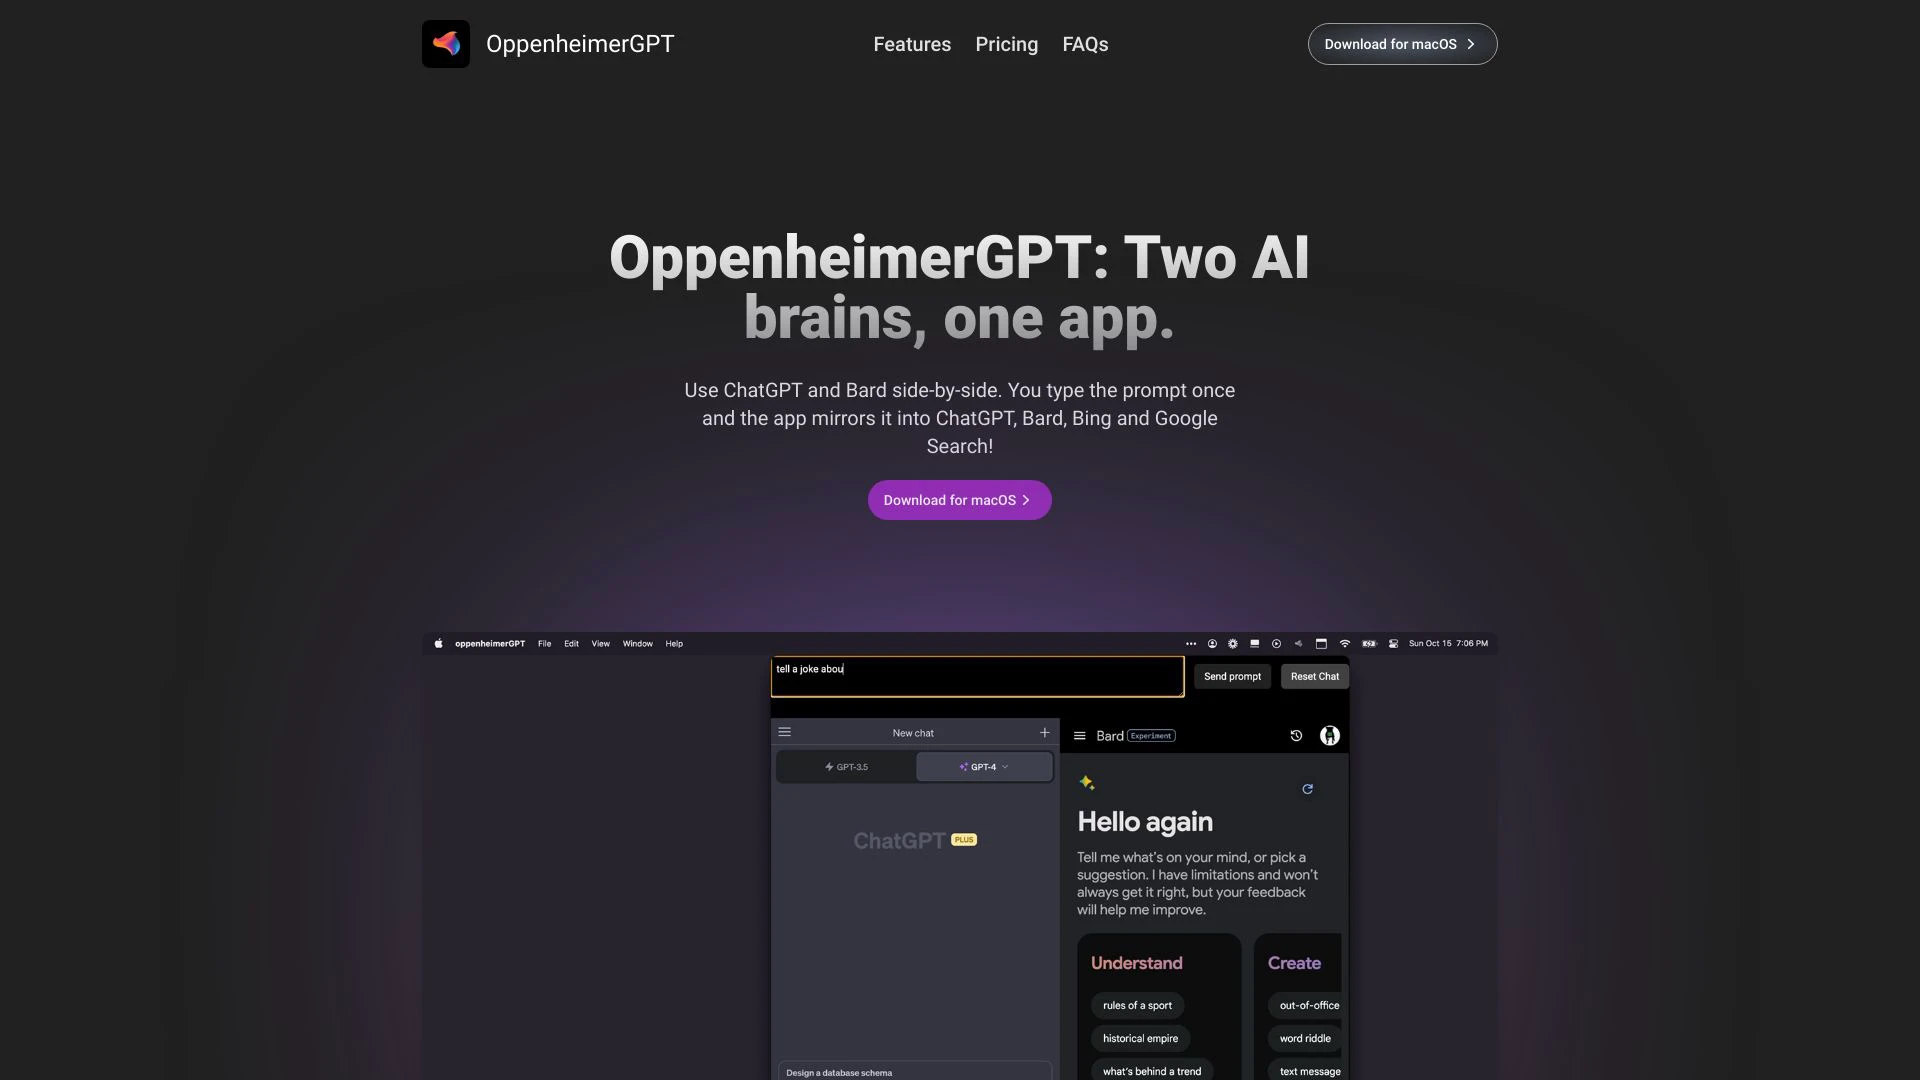 OppenheimerGPT
Features
Pricing
FAQs
Download for macOS
OppenheimerGPT: Two AI
brains, one app.
Use ChatGPT and Bard side-by-side. You type the prompt once
and the app mirrors it into ChatGPT, Bard, Bing and Google
Search!
Download for macOS
oppenheimerGPT File Edit View Window Help
Sun Oct 15 7:06 PM
tell a joke abou
Send prompt
Reset Chat
New chat
Bard Experiment
GPT-3.5
GPT-4
ChatGPT PLUS
Hello again
Tell me what's on your mind, or pick a
suggestion. I have limitations and won't
always get it right, but your feedback
will help me improve.
Understand
Create
rules of a sport
out-of-office
historical empire
word riddle
what's behind a trend
text message
Design a database schema